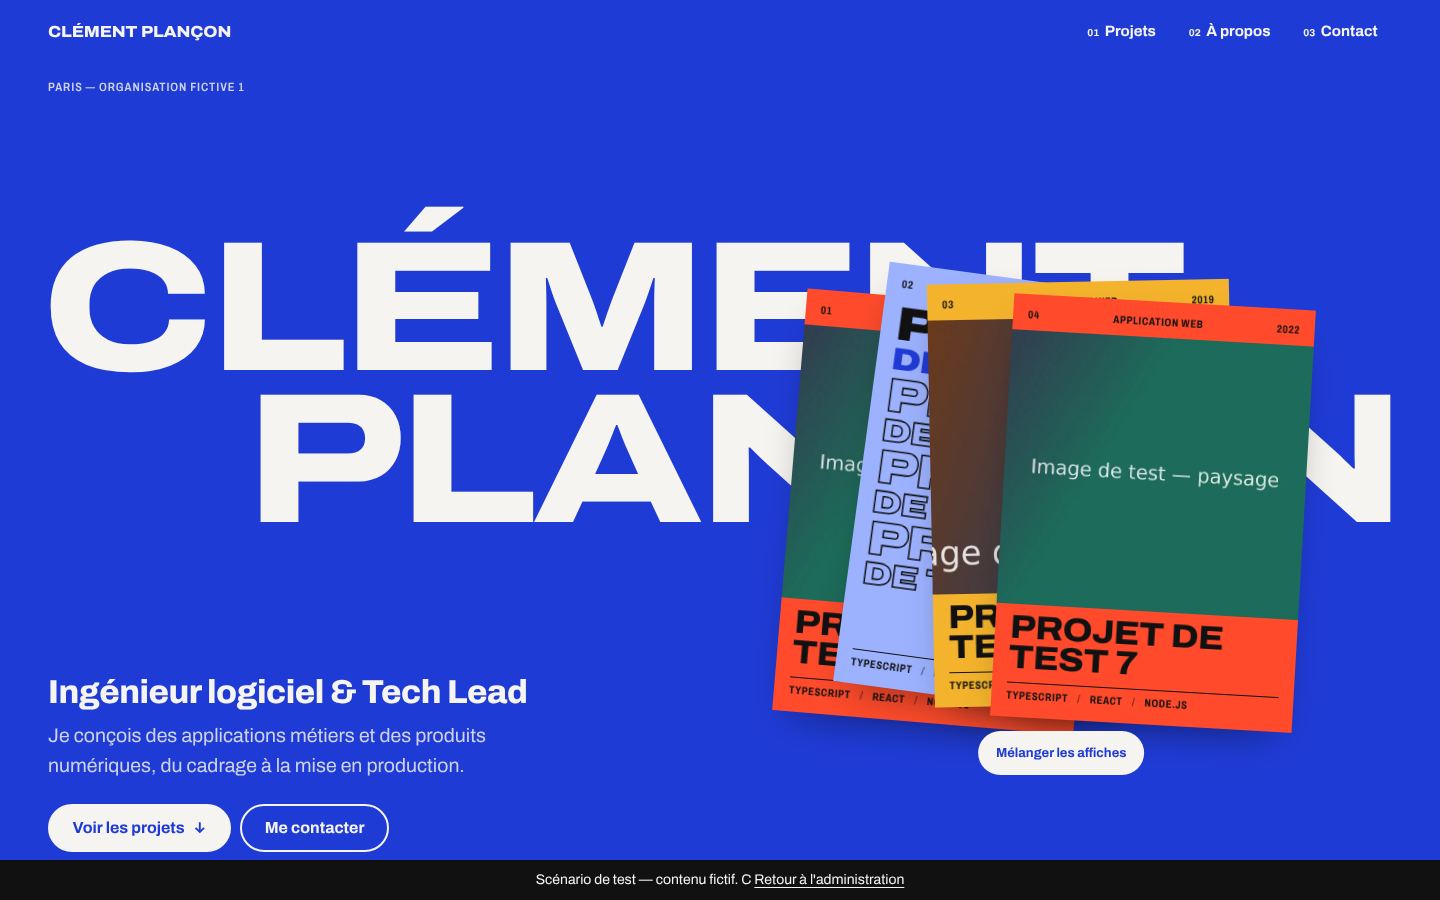 CLÉMENT PLANÇON
01 Projets
02 À propos
03 Contact
PARIS — ORGANISATION FICTIVE 1
CLÉMENT
PLAN N
01
02
03
2019
04 APPLICATION WEB 2022
Image de test — paysage
PROJET DE
TEST 7
TYPESCRIPT / REACT / NODE.JS
TYPESCRIPT /
TYPESCRIPT / REACT /
Mélanger les affiches
Ingénieur logiciel & Tech Lead
Je conçois des applications métiers et des produits
numériques, du cadrage à la mise en production.
Voir les projets ↓
Me contacter
Scénario de test — contenu fictif. C Retour à l'administration